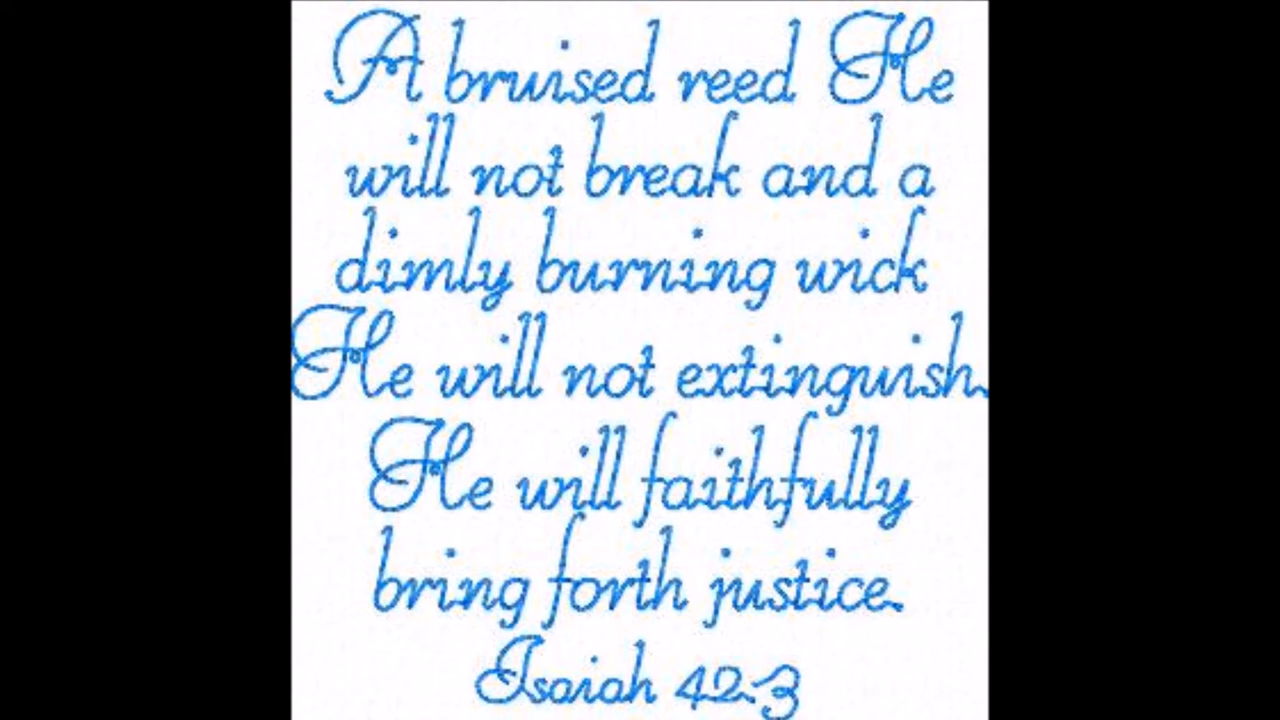 A bruised reed He
will not break and a
dimly burning wick
He will not extinguish.
He will faithfully
bring forth justice.
Isaiah 42:3